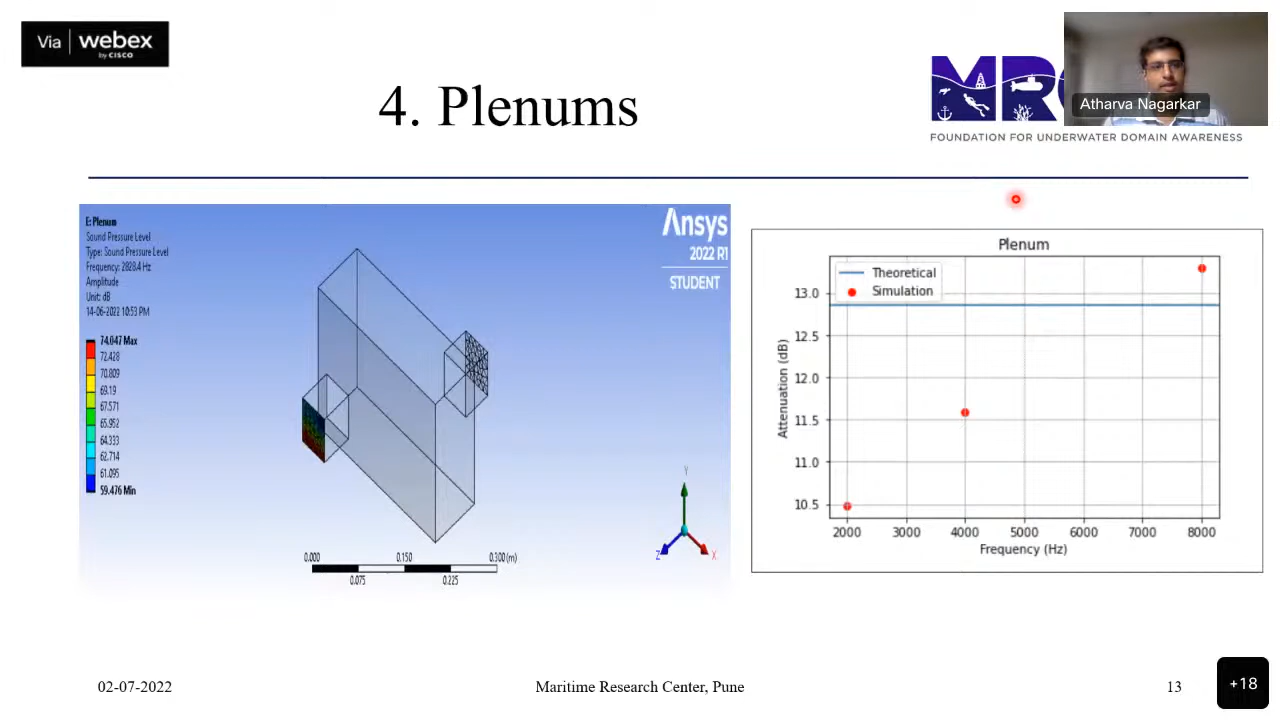 Via | webex
by CISCO
4. Plenums
MRC
Atharva Nagarkar
FOUNDATION FOR UNDERWATER DOMAIN AWARENESS
E: Plenum
Sound Pressure Level
Type: Sound Pressure Level
Frequency: 2828.4 Hz
Amplitude
Unit: dB
14-06-2022 10:53 PM
74.047 Max
72.428
70.809
69.19
67.571
65.952
64.333
62.714
61.095
59.476 Min
Ansys
2022 R1
STUDENT
Y
Z
X
0.000
0.150
0.300 (m)
0.075
0.225
Plenum
Theoretical
Simulation
13.0
12.5
12.0
11.5
11.0
10.5
Attenuation (dB)
2000
3000
4000
5000
6000
7000
8000
Frequency (Hz)
02-07-2022
Maritime Research Center, Pune
13
+18